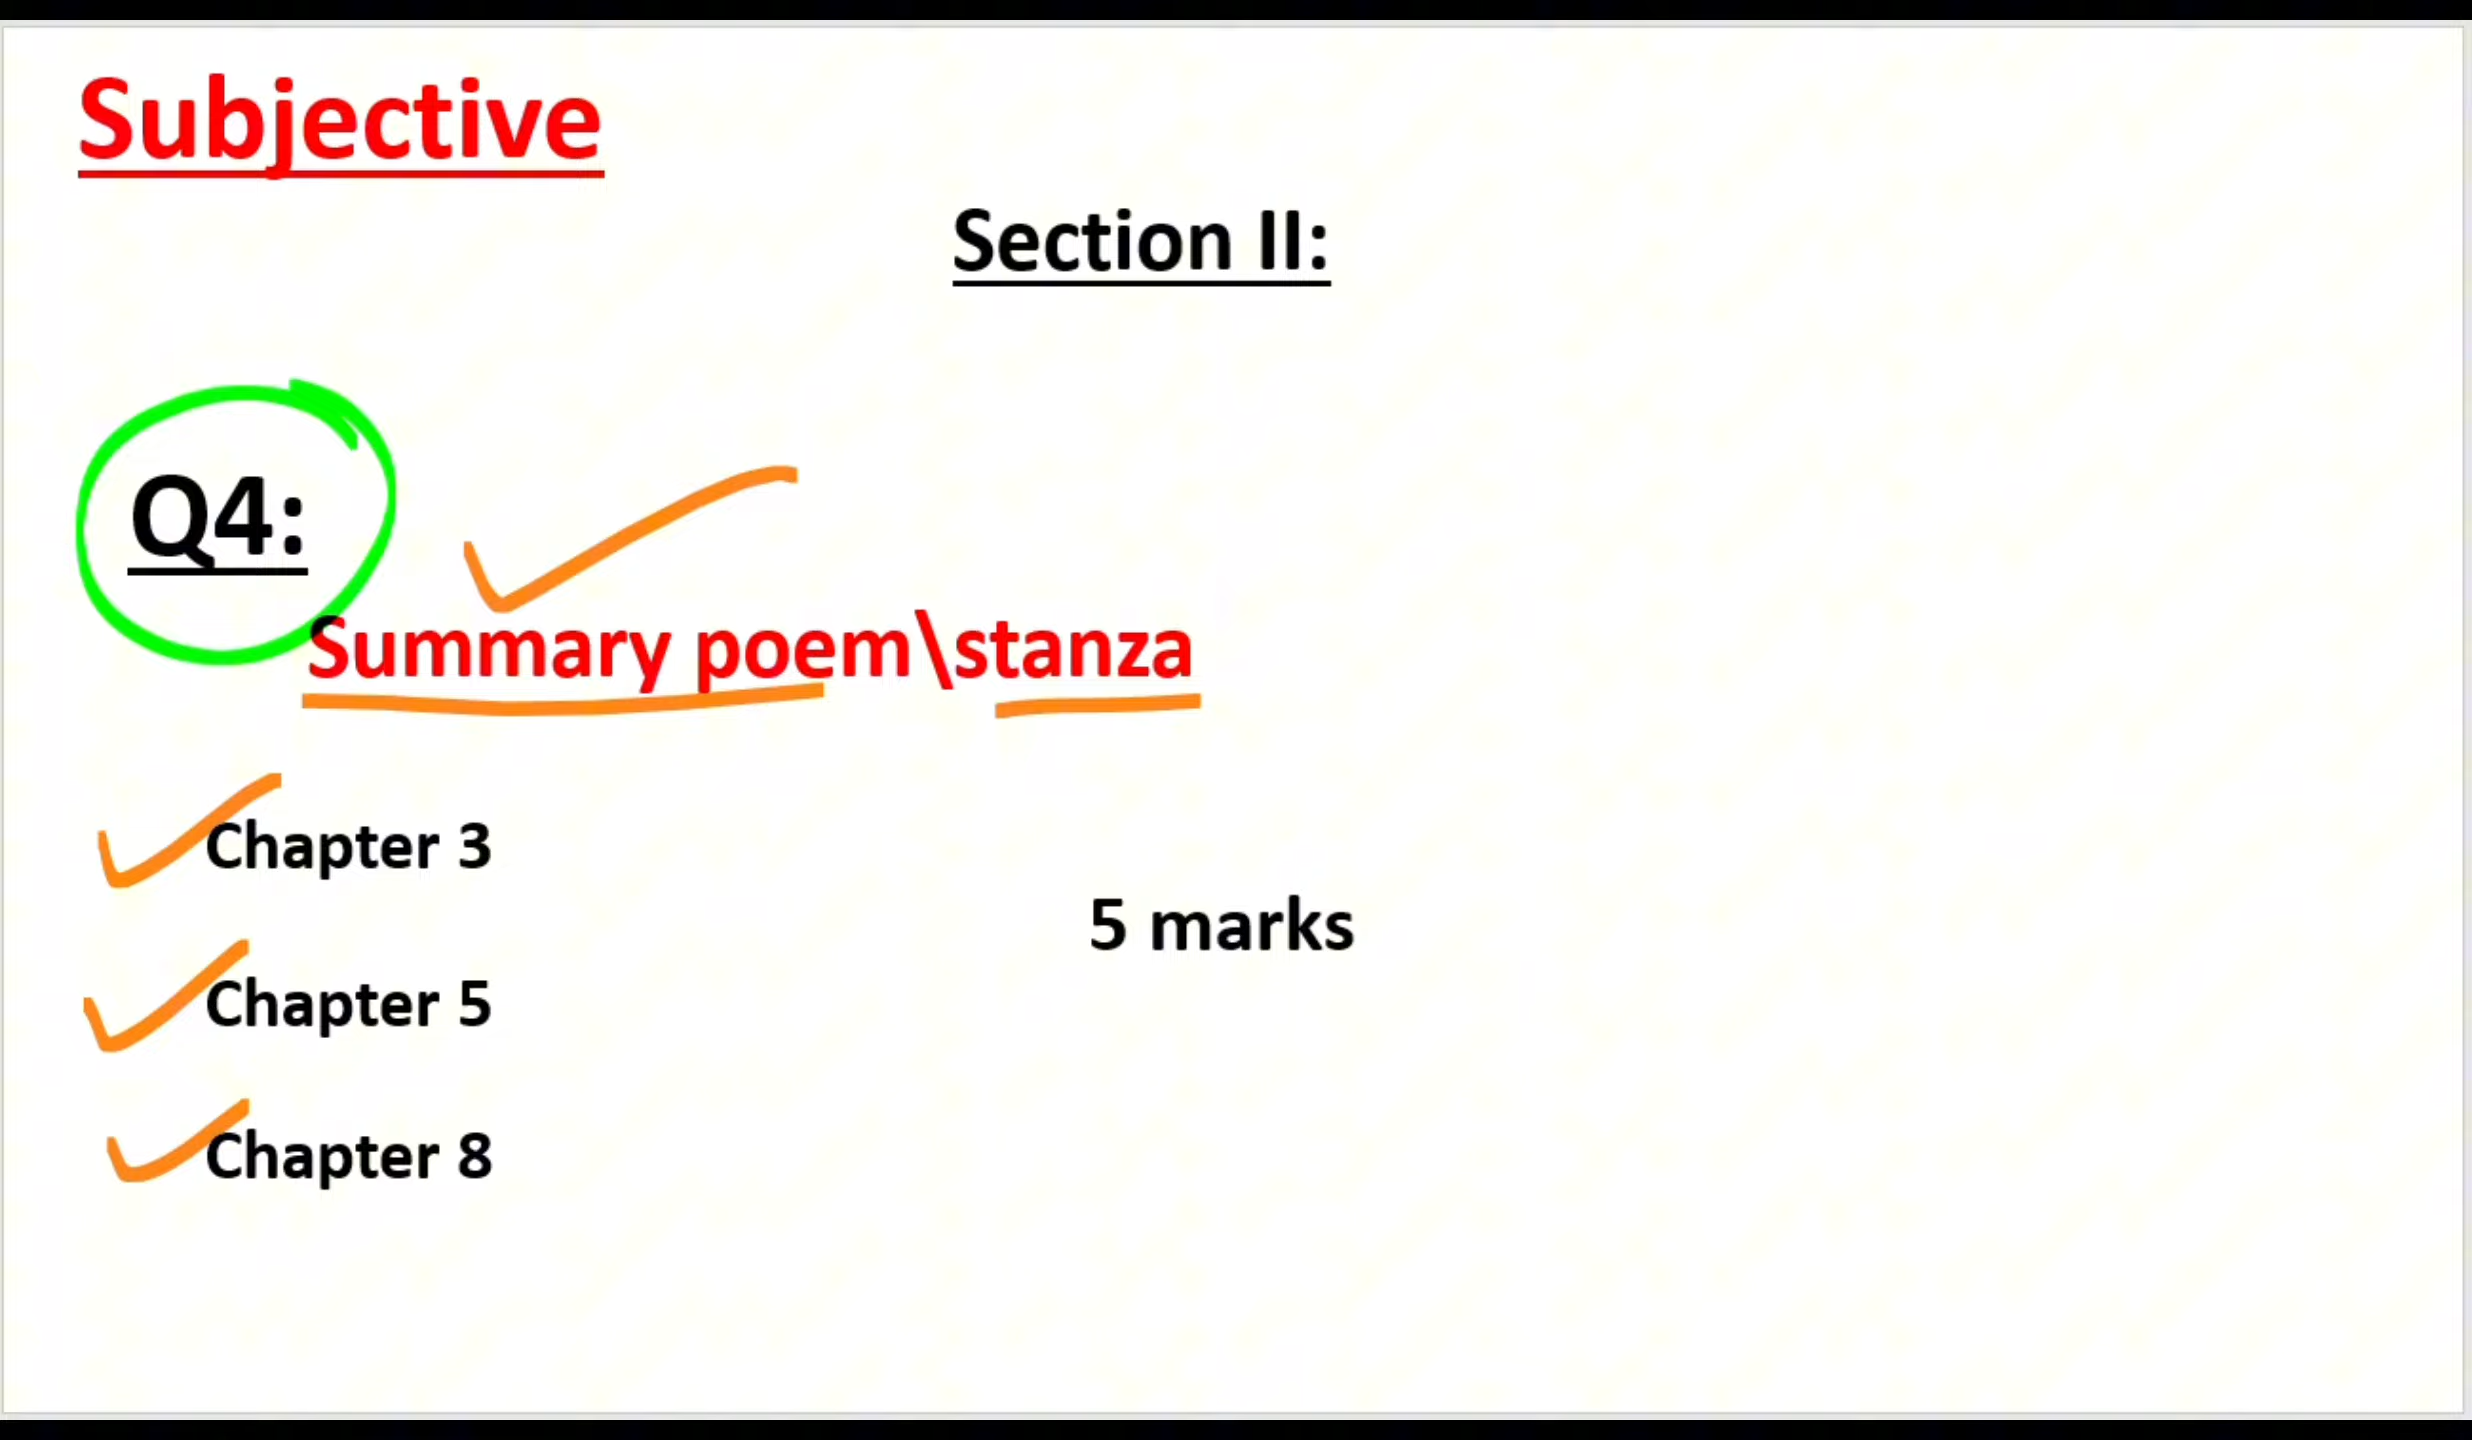 Subjective
Section II:
Q4:
Summary poem\stanza
Chapter 3
5 marks
Chapter 5
Chapter 8